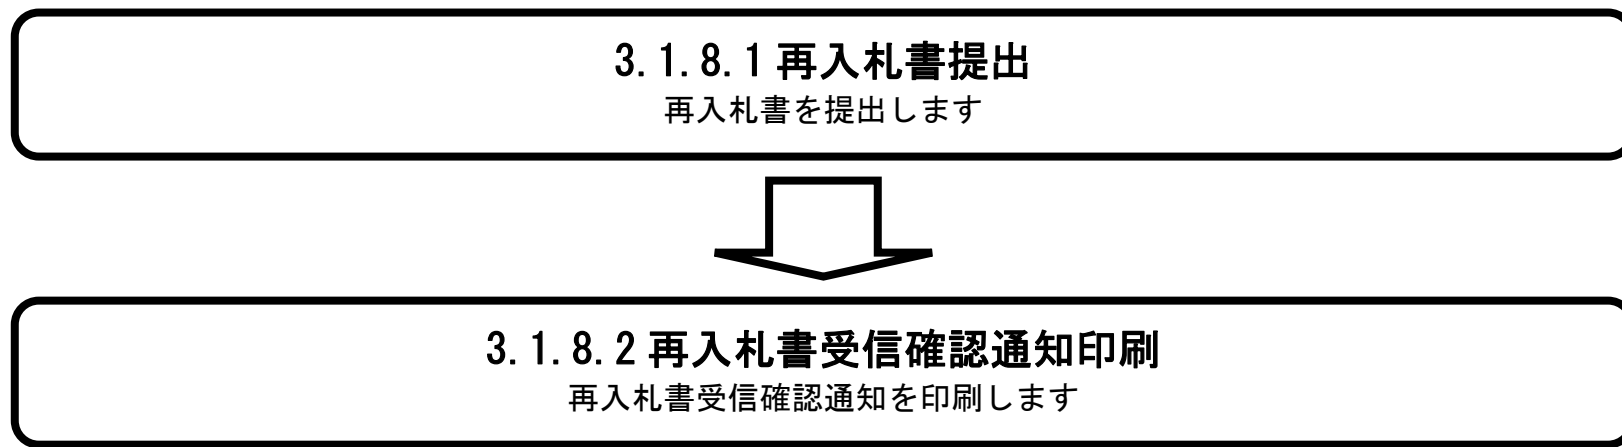 3.1.8.1 再入札書提出
再入札書を提出します
3.1.8.2 再入札書受信確認通知印刷
再入札書受信確認通知を印刷します